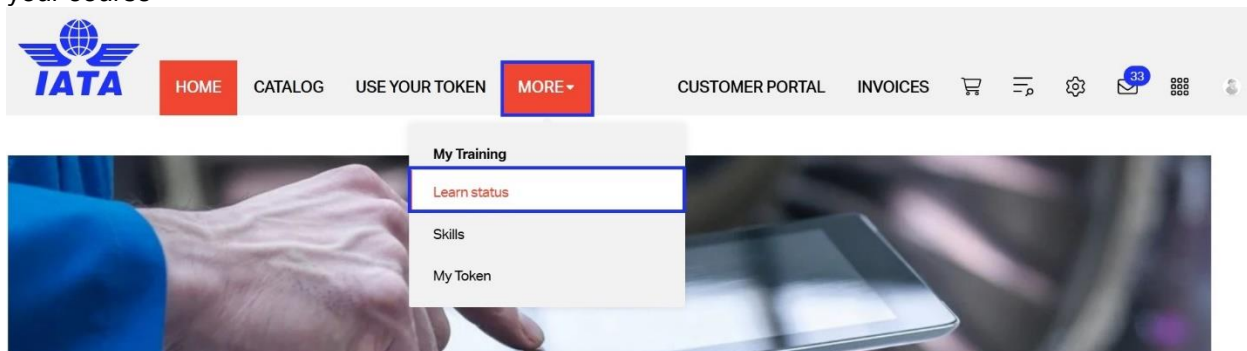 your course
IATA
HOME CATALOG USE YOUR TOKEN MORE CUSTOMER PORTAL INVOICES 33
My Training
Learn status
Skills
My Token